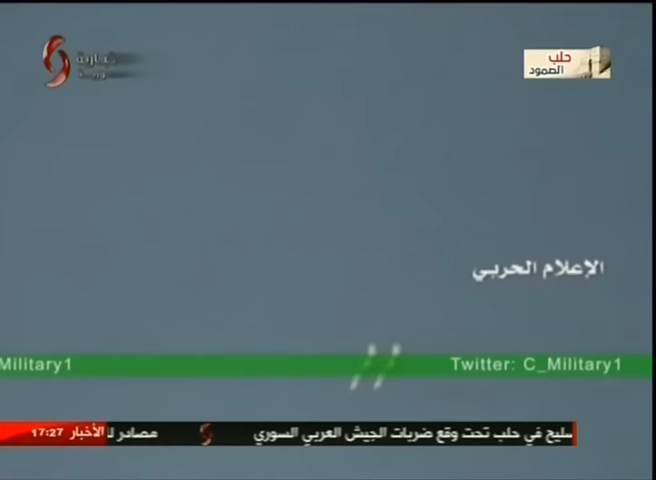 حلب
الصمود
الإعلام الحربي
Military1
Twitter: C_Military1
سليح في حلب تحت وقع ضربات الجيش العربي السوري
مصادر لـ
الأخبار 17:27